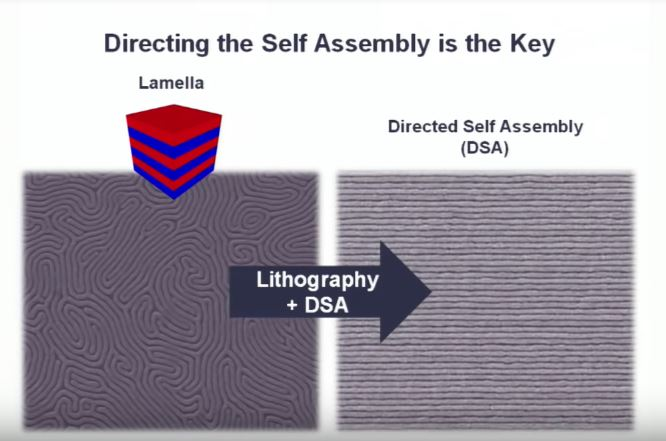 Directing the Self Assembly is the Key
Lamella
Directed Self Assembly
(DSA)
Lithography
+ DSA